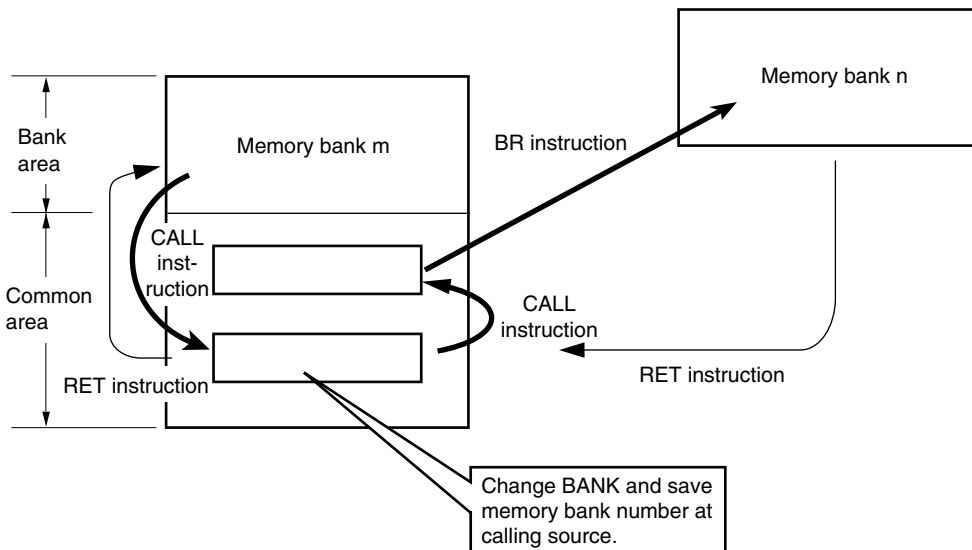 Memory bank n
BR instruction
Bank
area
Memory bank m
CALL
inst-
ruction
Common
area
CALL
instruction
RET instruction
RET instruction
Change BANK and save
memory bank number at
calling source.